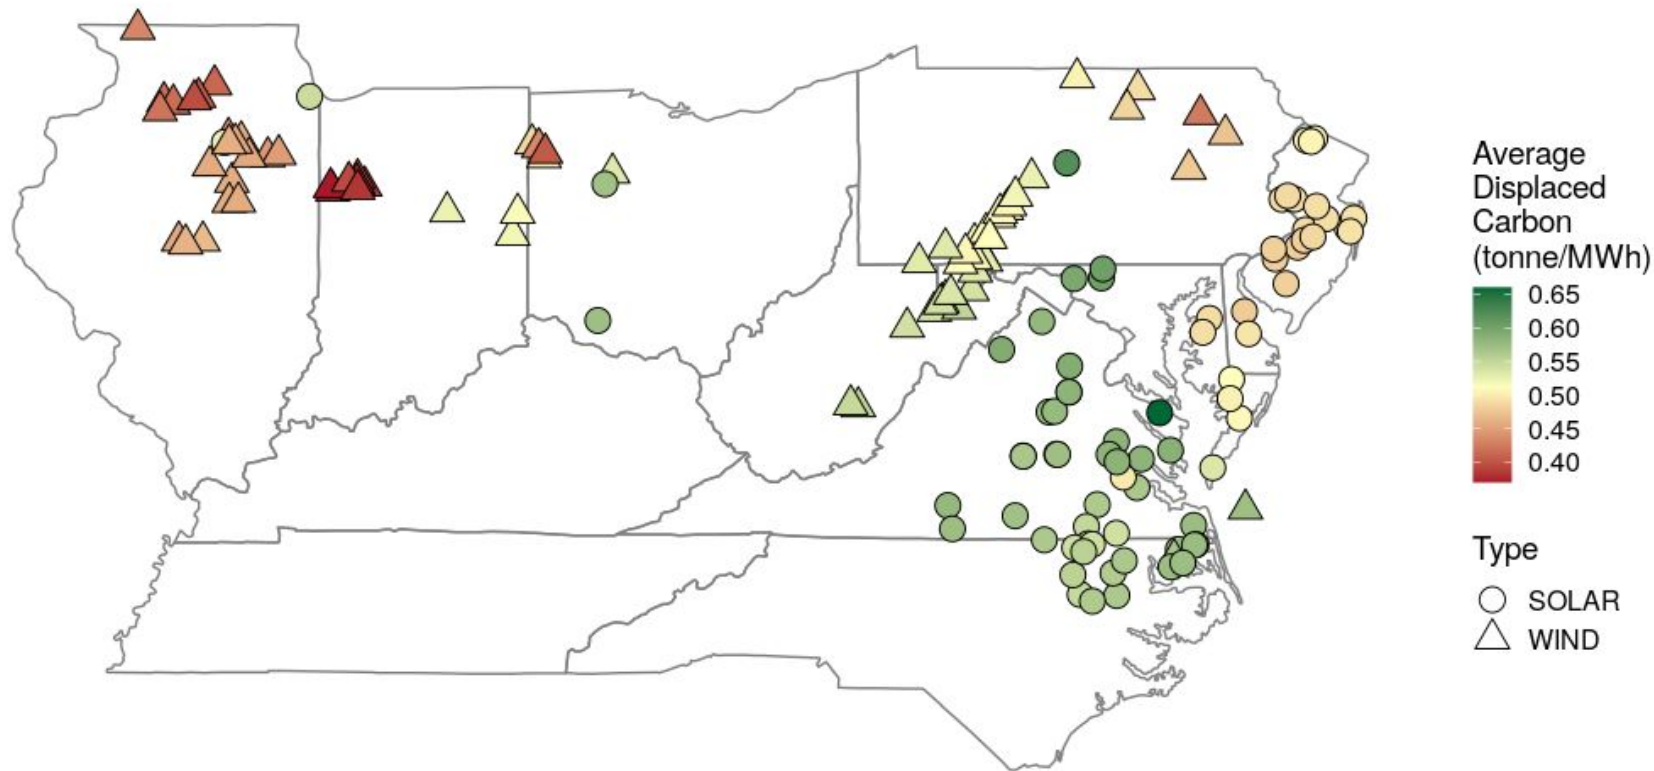 Average
Displaced
Carbon
(tonne/MWh)
0.65
0.60
0.55
0.50
0.45
0.40
Type
SOLAR
WIND